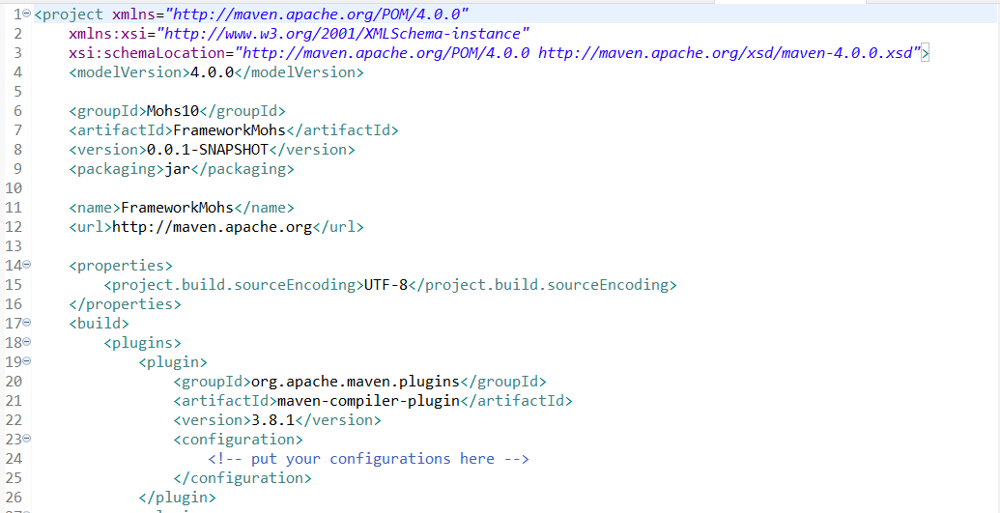 1 <project xmlns="http://maven.apache.org/POM/4.0.0"
2 xmlns:xsi="http://www.w3.org/2001/XMLSchema-instance"
3 xsi:schemaLocation="http://maven.apache.org/POM/4.0.0 http://maven.apache.org/xsd/maven-4.0.0.xsd">
4 <modelVersion>4.0.0</modelVersion>
5
6 <groupId>Mohs10</groupId>
7 <artifactId>FrameworkMohs</artifactId>
8 <version>0.0.1-SNAPSHOT</version>
9 <packaging>jar</packaging>
10
11 <name>FrameworkMohs</name>
12 <url>http://maven.apache.org</url>
13
14 <properties>
15 <project.build.sourceEncoding>UTF-8</project.build.sourceEncoding>
16 </properties>
17 <build>
18 <plugins>
19 <plugin>
20 <groupId>org.apache.maven.plugins</groupId>
21 <artifactId>maven-compiler-plugin</artifactId>
22 <version>3.8.1</version>
23 <configuration>
24 <!-- put your configurations here -->
25 </configuration>
26 </plugin>